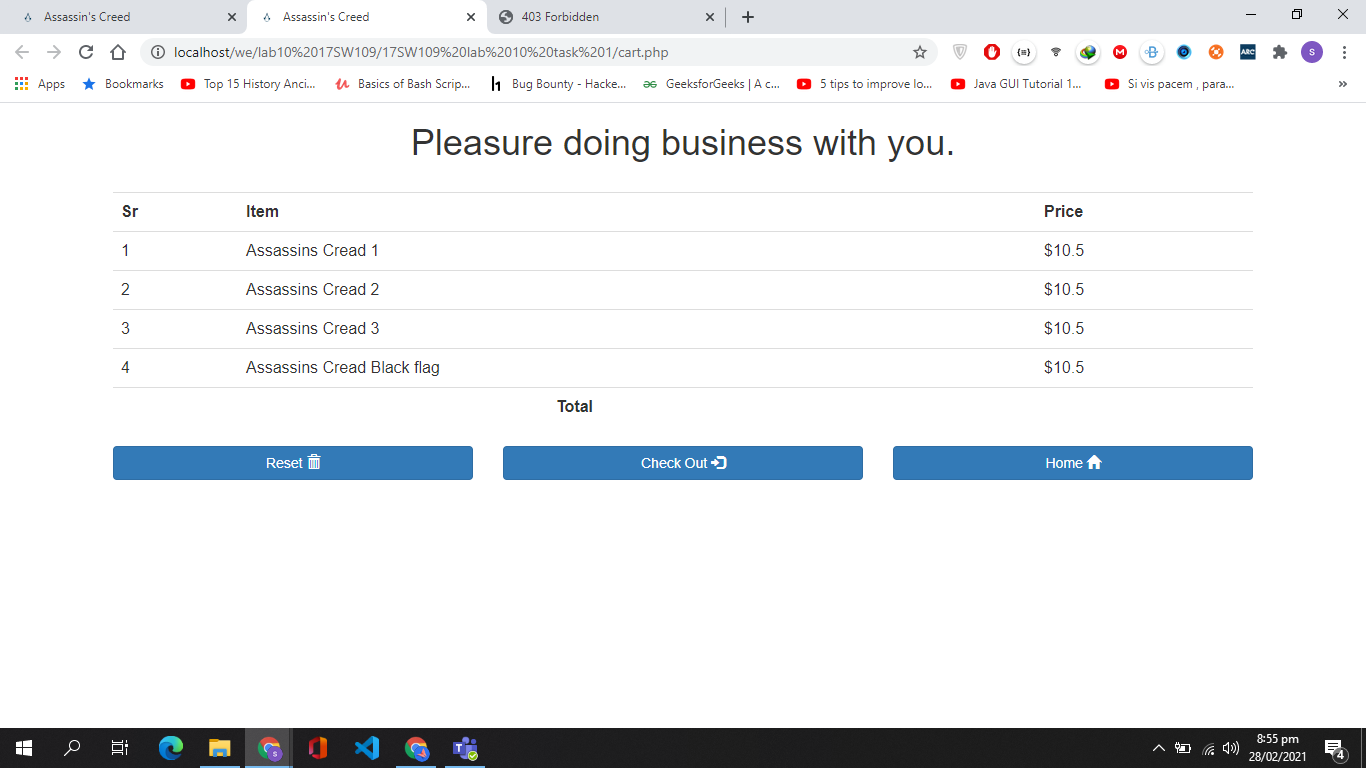 Assassin's Creed
Assassin's Creed
403 Forbidden
localhost/we/lab10%2017SW109/17SW109%20lab%2010%20task%201/cart.php
ARC
S
Apps
Bookmarks
Top 15 History Anci...
Basics of Bash Scrip...
Bug Bounty - Hacke...
GeeksforGeeks | A c...
5 tips to improve lo...
Java GUI Tutorial 1...
Si vis pacem , para...
»
Pleasure doing business with you.
Sr Item Price
1 Assassins Cread 1 $10.5
2 Assassins Cread 2 $10.5
3 Assassins Cread 3 $10.5
4 Assassins Cread Black flag $10.5
Total
Reset
Check Out
Home
8:55 pm
28/02/2021
4